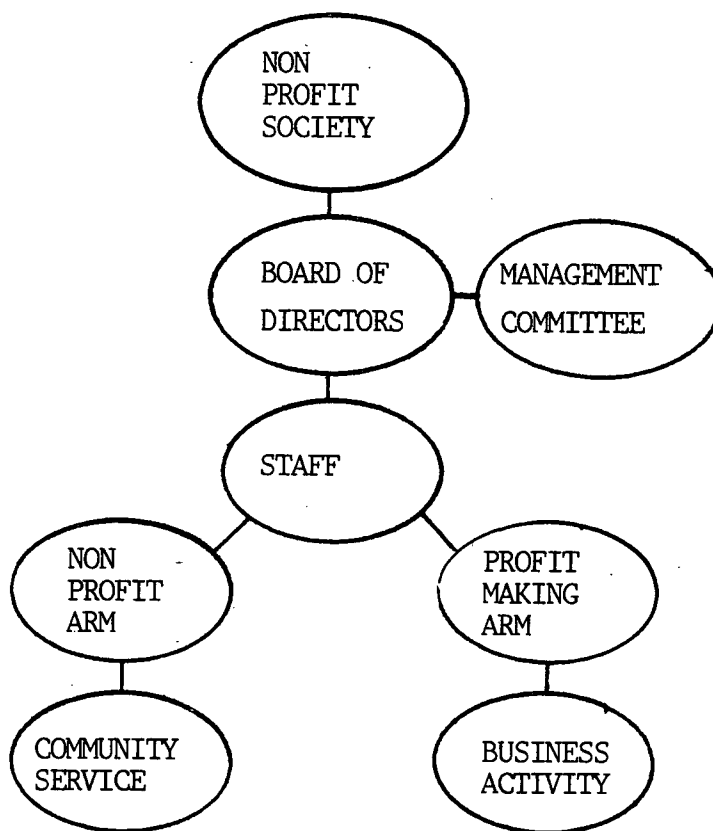 NON
PROFIT
SOCIETY
BOARD OF
DIRECTORS
MANAGEMENT
COMMITTEE
STAFF
NON
PROFIT
ARM
PROFIT
MAKING
ARM
COMMUNITY
SERVICE
BUSINESS
ACTIVITY